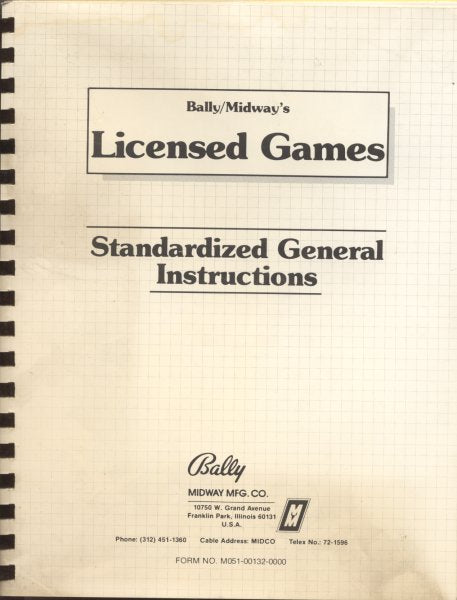 Bally/Midway's
Licensed Games
Standardized General
Instructions
Bally
MIDWAY MFG. CO.
10750 W. Grand Avenue
Franklin Park, Illinois 60131
U.S.A.
Phone: (312) 451-1360 Cable Address: MIDCO Telex No.: 72-1596
FORM NO. M051-00132-0000